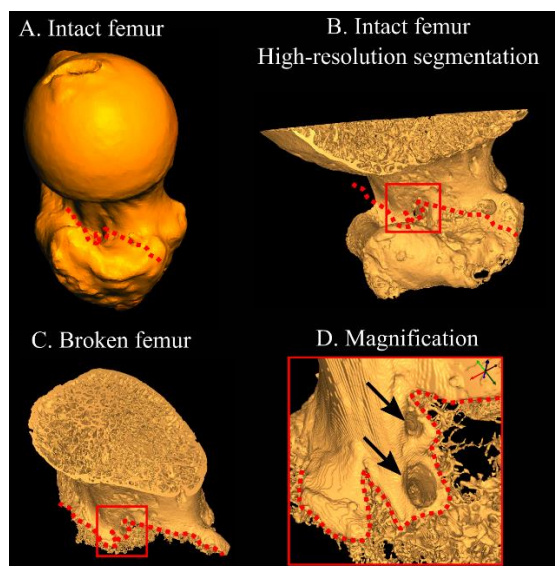 A. Intact femur
B. Intact femur
High-resolution segmentation
C. Broken femur
D. Magnification